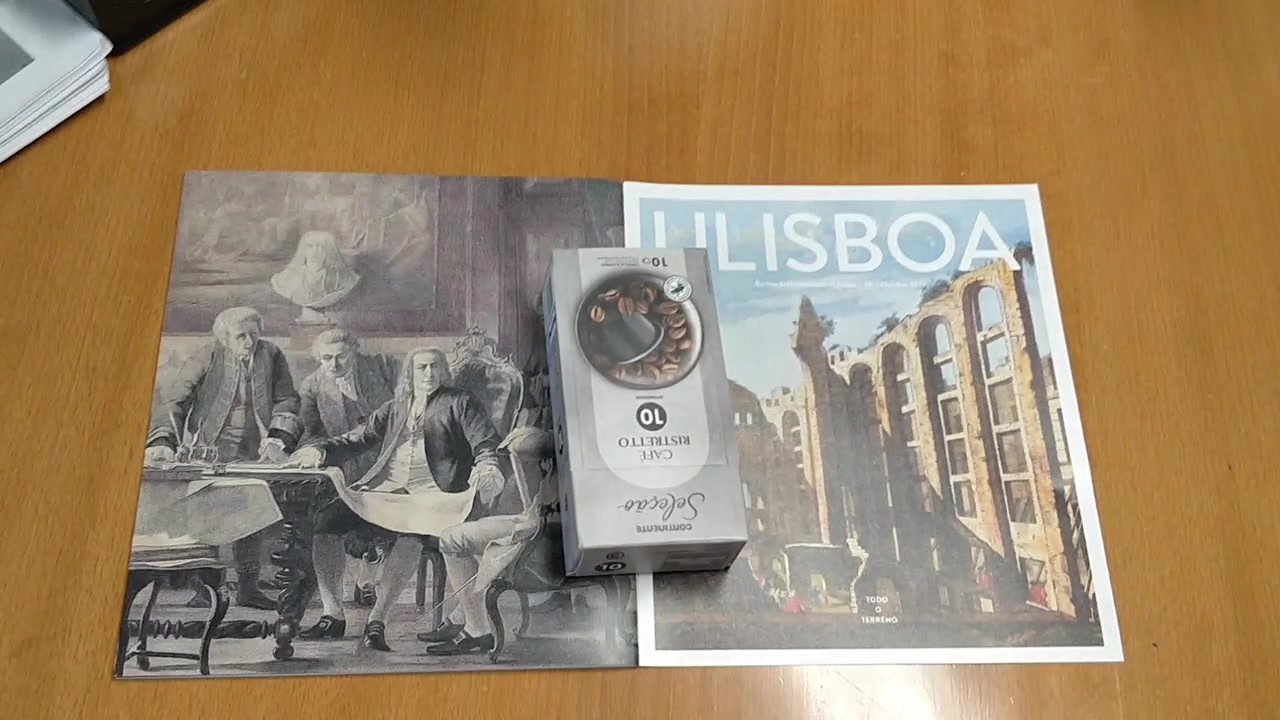 ULISBOA
TODO
O
TERRENO
CONTINENTE
Seleção
CAFÉ
RISTRETTO
10
10
10